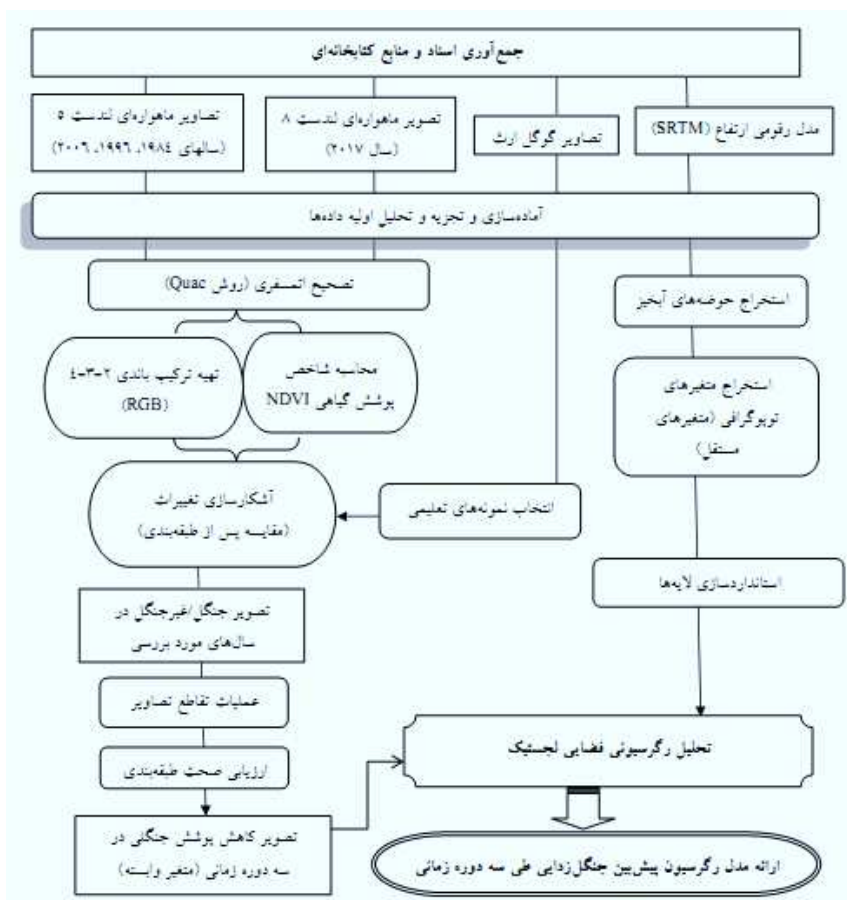 جمع‌آوری اسناد و منابع کتابخانه‌ای
مدل رقومی ارتفاع (SRTM)
تصاویر گوگل ارث
تصویر ماهواره‌ای لندست ۸
(سال ۲۰۱۷)
تصاویر ماهواره‌ای لندست ۵
(سالهای ۱۹۸٤، ۱۹۹٦، ۲۰۰٦)
آماده‌سازی و تجزیه و تحلیل اولیه داده‌ها
استخراج حوضه‌های آبخیز
تصحیح اتمسفری (روش Quac)
محاسبه شاخص
پوشش گیاهی NDVI
تهیه ترکیب باندی ۲-۳-٤
(RGB)
استخراج متغیرهای
توپوگرافی (متغیرهای
مستقل)
انتخاب نمونه‌های تعلیمی
آشکارسازی تغییرات
(مقایسه پس از طبقه‌بندی)
استانداردسازی لایه‌ها
تصویر جنگل/غیرجنگل در
سال‌های مورد بررسی
عملیات تقاطع تصاویر
تحلیل رگرسیونی فضایی لجستیک
ارزیابی صحت طبقه‌بندی
تصویر کاهش پوشش جنگلی در
سه دوره زمانی (متغیر وابسته)
ارائه مدل رگرسیون پیش‌بین جنگل‌زدایی طی سه دوره زمانی